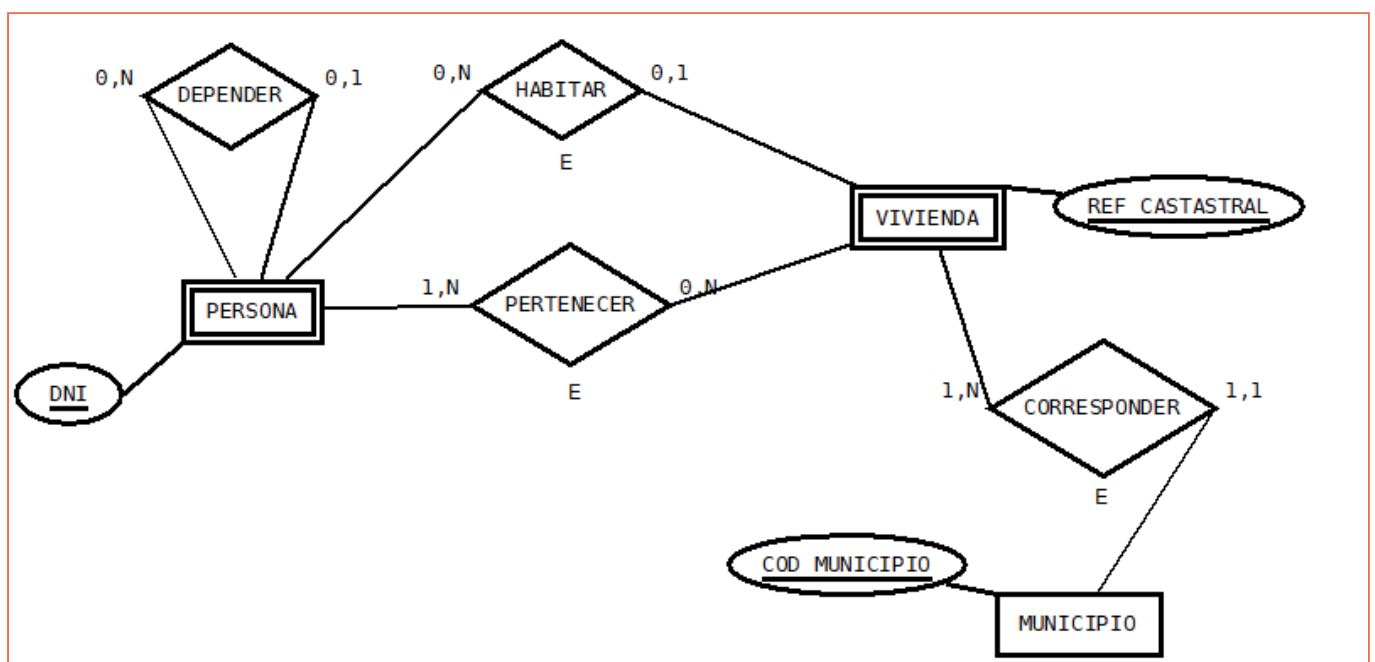 0,N
DEPENDER
0,1
0,N
HABITAR
0,1
E
VIVIENDA
REF CASTASTRAL
PERSONA
1,N
PERTENECER
0,N
E
DNI
1,N
CORRESPONDER
1,1
E
COD MUNICIPIO
MUNICIPIO